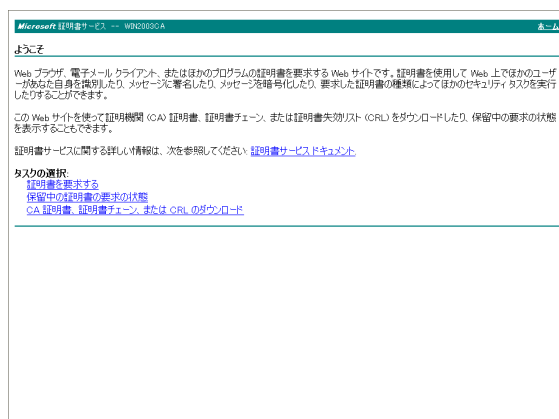 Microsoft 証明書サービス -- WIN2003CA ホーム
ようこそ
Web ブラウザ、電子メール クライアント、またはほかのプログラムの証明書を要求する Web サイトです。証明書を使用して Web 上でほかのユーザ
ーがあなた自身を識別したり、メッセージに署名したり、メッセージを暗号化したり、要求した証明書の種類によってほかのセキュリティ タスクを実行
したりすることができます。
この Web サイトを使って証明機関 (CA) 証明書、証明書チェーン、または証明書失効リスト (CRL) をダウンロードしたり、保留中の要求の状態
を表示することもできます。
証明書サービスに関する詳しい情報は、次を参照してください: 証明書サービスドキュメント.
タスクの選択:
証明書を要求する
保留中の証明書の要求の状態
CA 証明書、証明書チェーン、または CRL のダウンロード